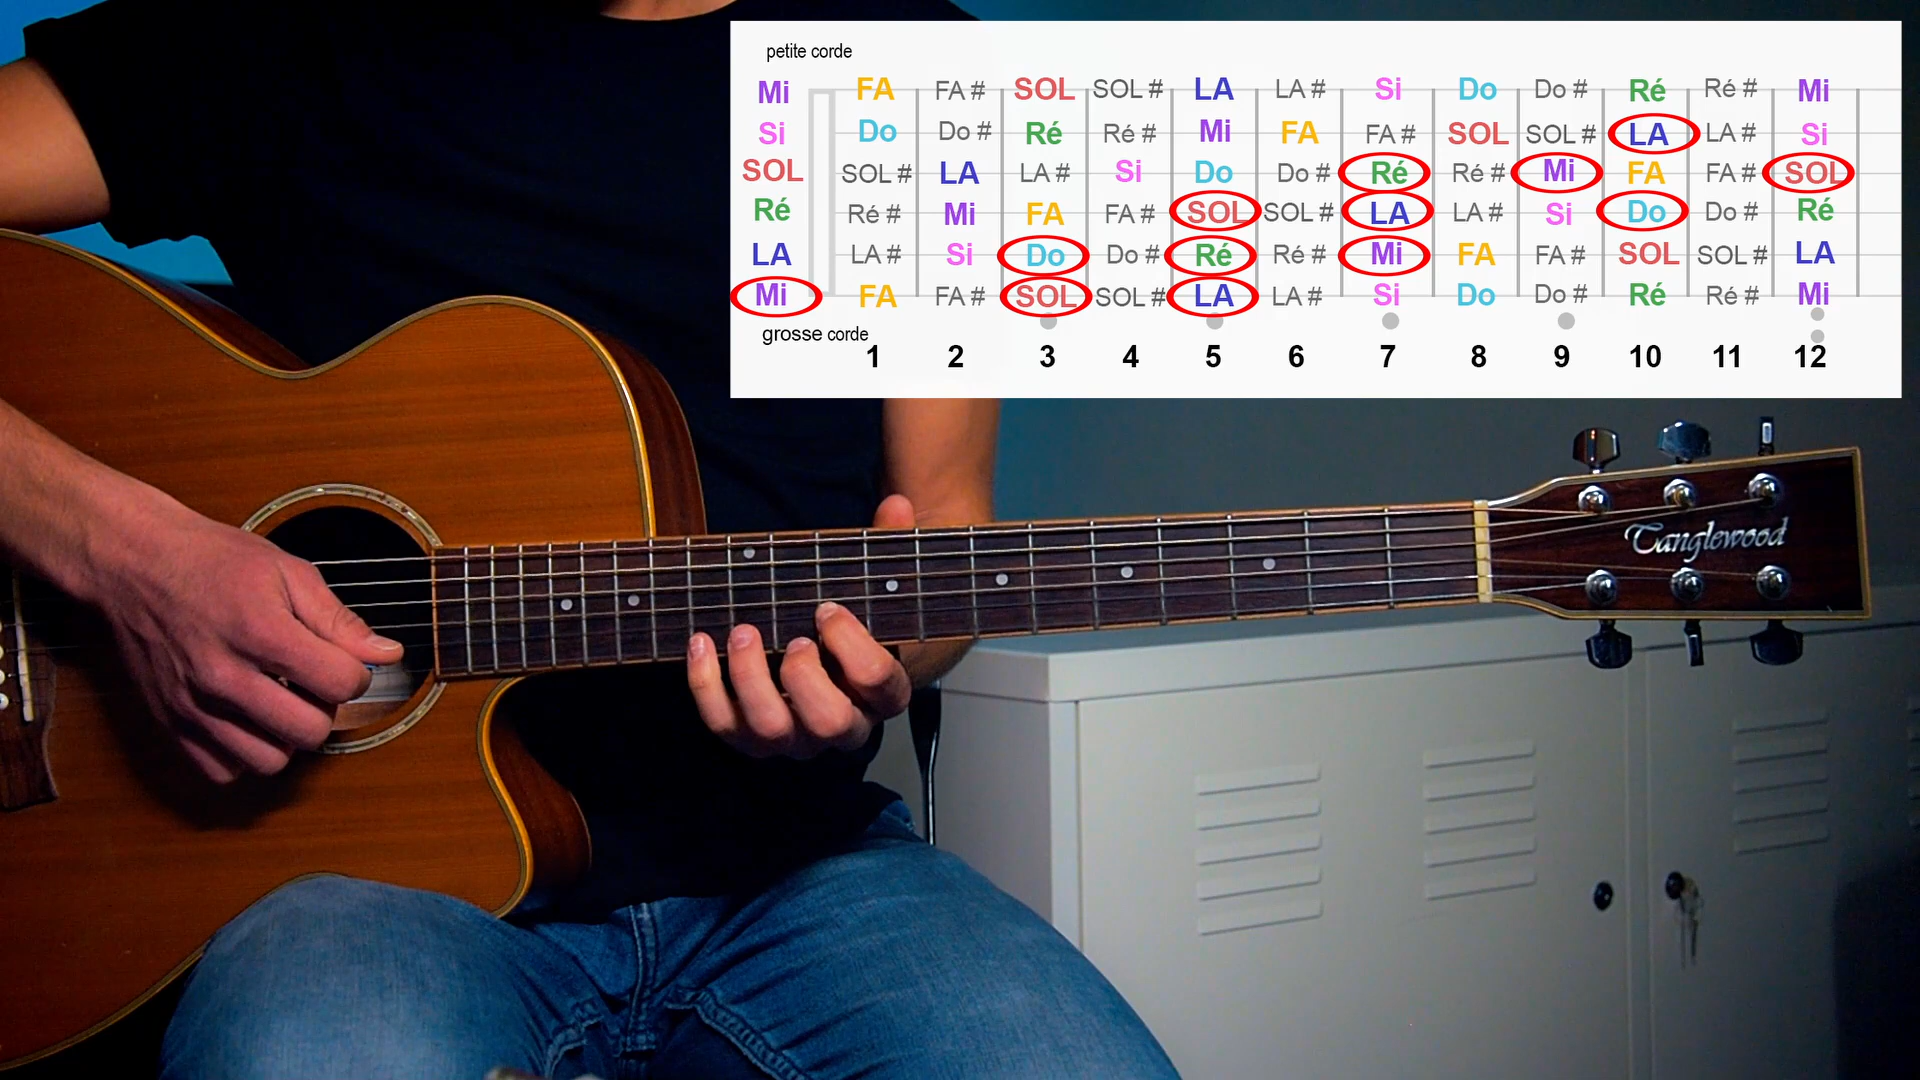 petite corde
Mi FA FA # SOL SOL # LA LA # Si Do Do # Ré Ré # Mi
Si Do Do # Ré Ré # Mi FA FA # SOL SOL # LA LA # Si
SOL SOL # LA LA # Si Do Do # Ré Ré # Mi FA FA # SOL
Ré Ré # Mi FA FA # SOL SOL # LA LA # Si Do Do # Ré
LA LA # Si Do Do # Ré Ré # Mi FA FA # SOL SOL # LA
Mi FA FA # SOL SOL # LA LA # Si Do Do # Ré Ré # Mi
grosse corde
1 2 3 4 5 6 7 8 9 10 11 12
Tanglewood